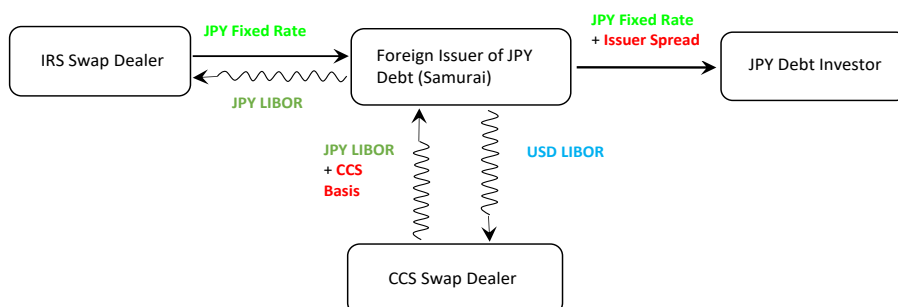 JPY Fixed Rate
JPY Fixed Rate
+ Issuer Spread
IRS Swap Dealer
Foreign Issuer of JPY
Debt (Samurai)
JPY Debt Investor
JPY LIBOR
JPY LIBOR
+ CCS
Basis
USD LIBOR
CCS Swap Dealer